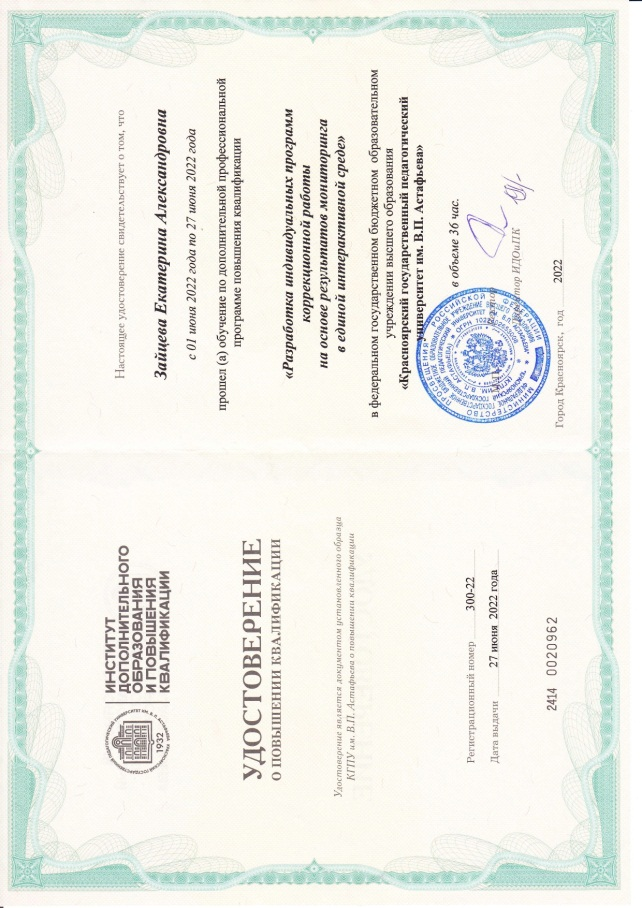 ИНСТИТУТ
ДОПОЛНИТЕЛЬНОГО
ОБРАЗОВАНИЯ
И ПОВЫШЕНИЯ
КВАЛИФИКАЦИИ
1932
УДОСТОВЕРЕНИЕ
О ПОВЫШЕНИИ КВАЛИФИКАЦИИ
Удостоверение является документом установленного образца
КГПУ им. В.П. Астафьева о повышении квалификации
Регистрационный номер 300-22
Дата выдачи 27 июня 2022 года
2414 0020962
Настоящее удостоверение свидетельствует о том, что
Зайцева Екатерина Александровна
с 01 июня 2022 года по 27 июня 2022 года
прошел (а) обучение по дополнительной профессиональной
программе повышения квалификации
«Разработка индивидуальных программ
коррекционной работы
на основе результатов мониторинга
в единой интерактивной среде»
в федеральном государственном бюджетном образовательном
учреждении высшего образования
«Красноярский государственный педагогический
университет им. В.П. Астафьева»
в объеме 36 час.
ИДОиПК
Город Красноярск, год 2022